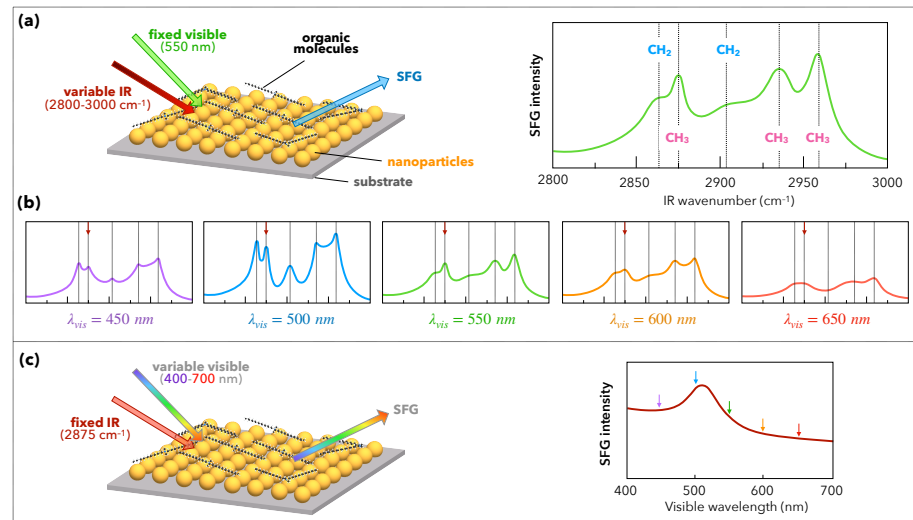 (a)
fixed visible
(550 nm)
organic
molecules
variable IR
(2800-3000 cm⁻¹)
SFG
nanoparticles
substrate
SFG intensity
CH₂
CH₂
CH₃
CH₃
CH₃
2800
2850
2900
2950
3000
IR wavenumber (cm⁻¹)
(b)
λvis = 450 nm
λvis = 500 nm
λvis = 550 nm
λvis = 600 nm
λvis = 650 nm
(c)
variable visible
(400-700 nm)
fixed IR
(2875 cm⁻¹)
SFG
SFG intensity
400
500
600
700
Visible wavelength (nm)